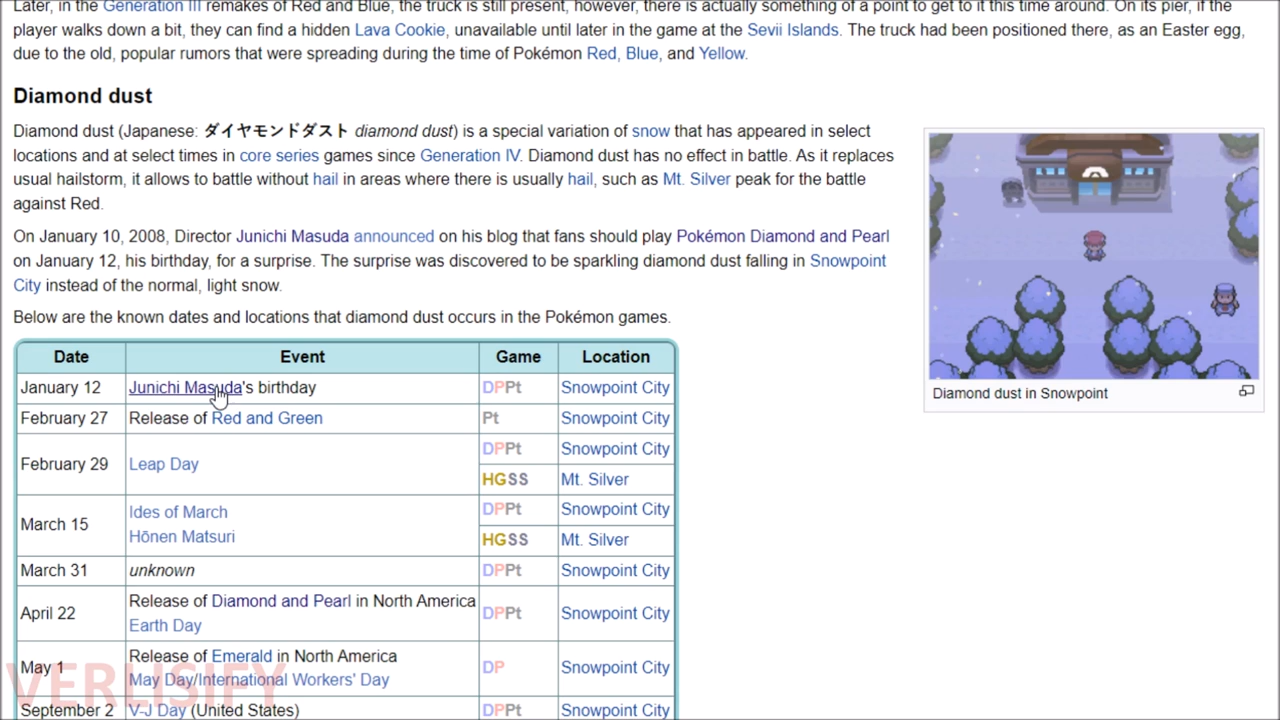 Later, in the Generation III remakes of Red and Blue, the truck is still present, however, there is actually something of a point to get to it this time around. On its pier, if the
player walks down a bit, they can find a hidden Lava Cookie, unavailable until later in the game at the Sevii Islands. The truck had been positioned there, as an Easter egg,
due to the old, popular rumors that were spreading during the time of Pokémon Red, Blue, and Yellow.
Diamond dust
Diamond dust (Japanese: ダイヤモンドダスト diamond dust) is a special variation of snow that has appeared in select
locations and at select times in core series games since Generation IV. Diamond dust has no effect in battle. As it replaces
usual hailstorm, it allows to battle without hail in areas where there is usually hail, such as Mt. Silver peak for the battle
against Red.
On January 10, 2008, Director Junichi Masuda announced on his blog that fans should play Pokémon Diamond and Pearl
on January 12, his birthday, for a surprise. The surprise was discovered to be sparkling diamond dust falling in Snowpoint
City instead of the normal, light snow.
Diamond dust in Snowpoint
Below are the known dates and locations that diamond dust occurs in the Pokémon games.
Date Event Game Location
January 12 Junichi Masuda's birthday DPPt Snowpoint City
February 27 Release of Red and Green Pt Snowpoint City
February 29 Leap Day DPPt Snowpoint City
HGSS Mt. Silver
March 15 Ides of March DPPt Snowpoint City
Hōnen Matsuri HGSS Mt. Silver
March 31 unknown DPPt Snowpoint City
April 22 Release of Diamond and Pearl in North America DPPt Snowpoint City
Earth Day
May 1 Release of Emerald in North America DP Snowpoint City
May Day/International Workers' Day
September 2 V-J Day (United States) DPPt Snowpoint City
VERLISIFY